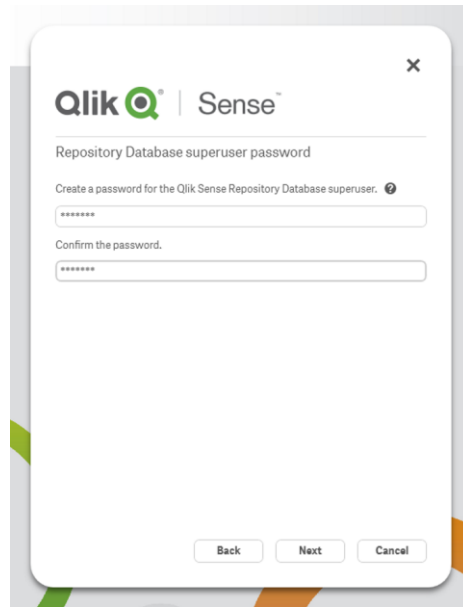 Qlik Q® | Sense™
Repository Database superuser password
Create a password for the Qlik Sense Repository Database superuser. ?
*******
Confirm the password.
*******
Back Next Cancel